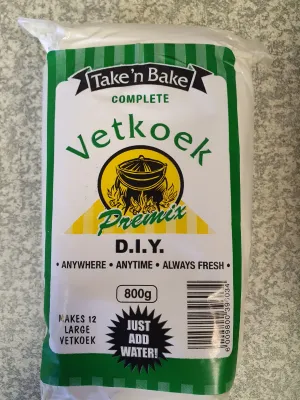 Take 'n Bake
COMPLETE
Vetkoek
Premix
D.I.Y.
• ANYWHERE • ANYTIME • ALWAYS FRESH •
800g
MAKES 12
LARGE
VETKOEK
JUST
ADD
WATER!